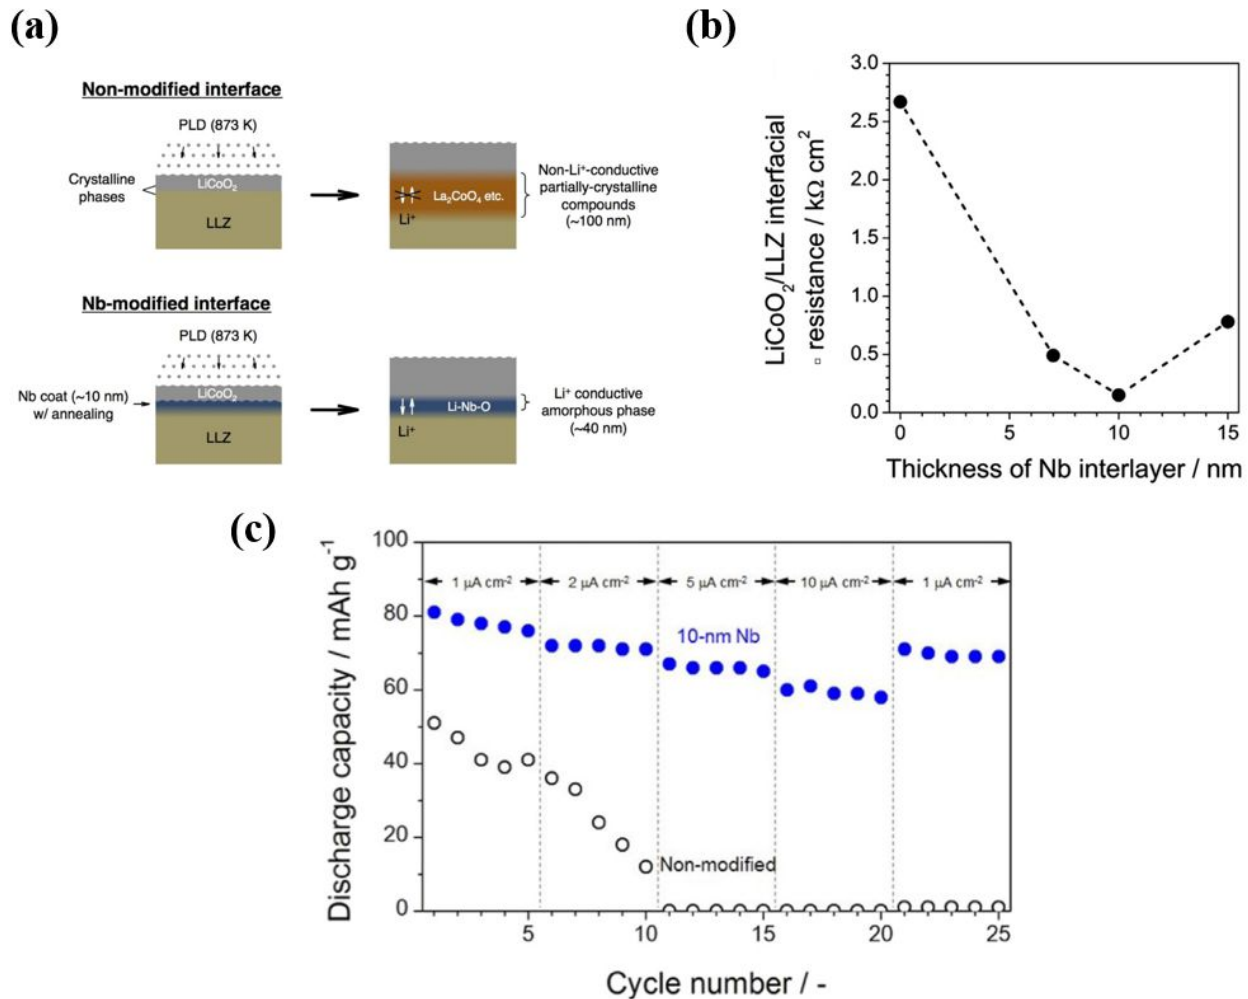 (a)
Non-modified interface
PLD (873 K)
Crystalline
phases
LiCoO₂
LLZ
La₂CoO₄ etc.
Li⁺
Non-Li⁺-conductive
partially-crystalline
compounds
(~100 nm)
Nb-modified interface
PLD (873 K)
Nb coat (~10 nm)
w/ annealing
LiCoO₂
LLZ
Li-Nb-O
Li⁺
Li⁺ conductive
amorphous phase
(~40 nm)
(b)
LiCoO₂/LLZ interfacial
▫ resistance / kΩ cm²
3.0
2.5
2.0
1.5
1.0
0.5
0.0
0 5 10 15
Thickness of Nb interlayer / nm
(c)
Discharge capacity / mAh g⁻¹
100
80
60
40
20
0
1 μA cm⁻² 2 μA cm⁻² 5 μA cm⁻² 10 μA cm⁻² 1 μA cm⁻²
10-nm Nb
Non-modified
5 10 15 20 25
Cycle number / -